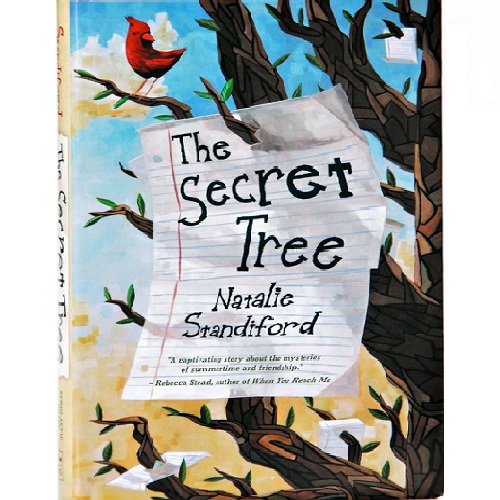 The
Secret
Tree
Natalie
Standiford
"A captivating story about the mysteries
of summertime and friendship."
- Rebecca Stead, author of When You Reach Me
Standiford
The Secret Tree